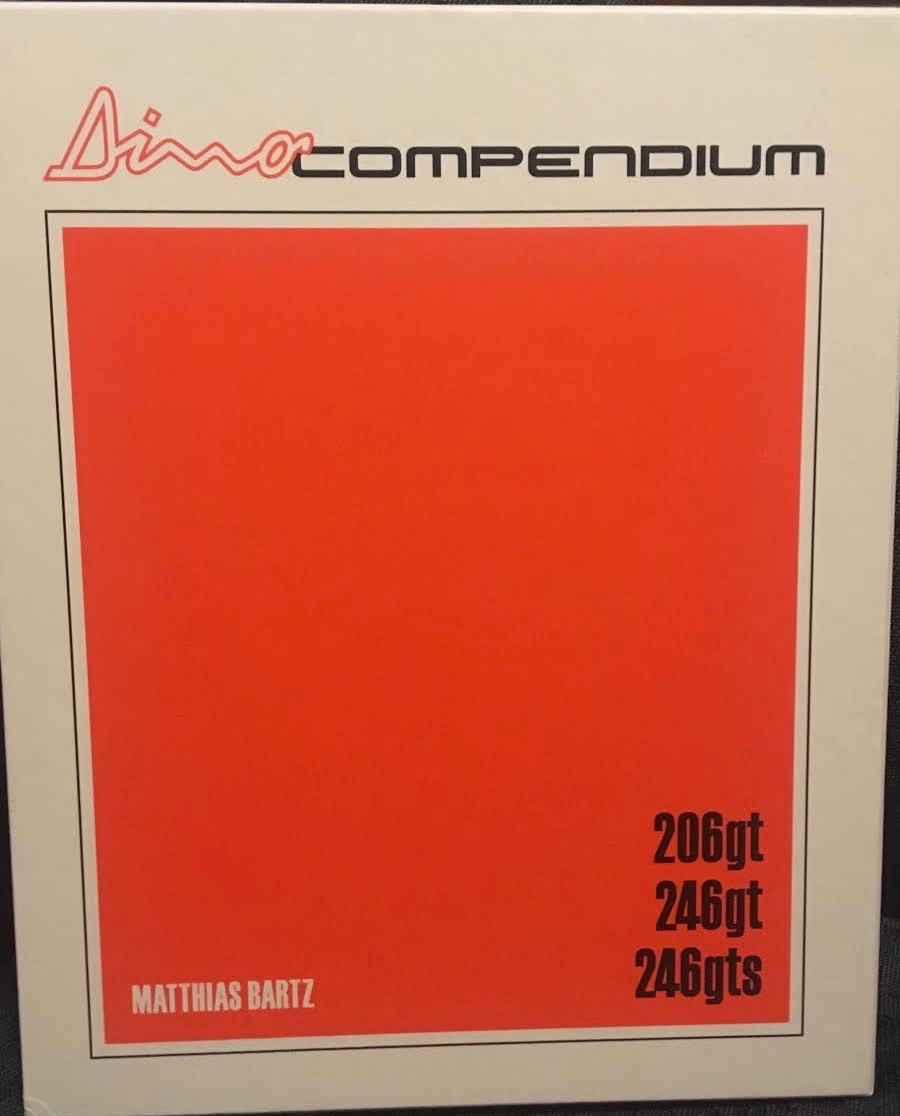 Dino COMPENDIUM
206gt
246gt
246gts
MATTHIAS BARTZ